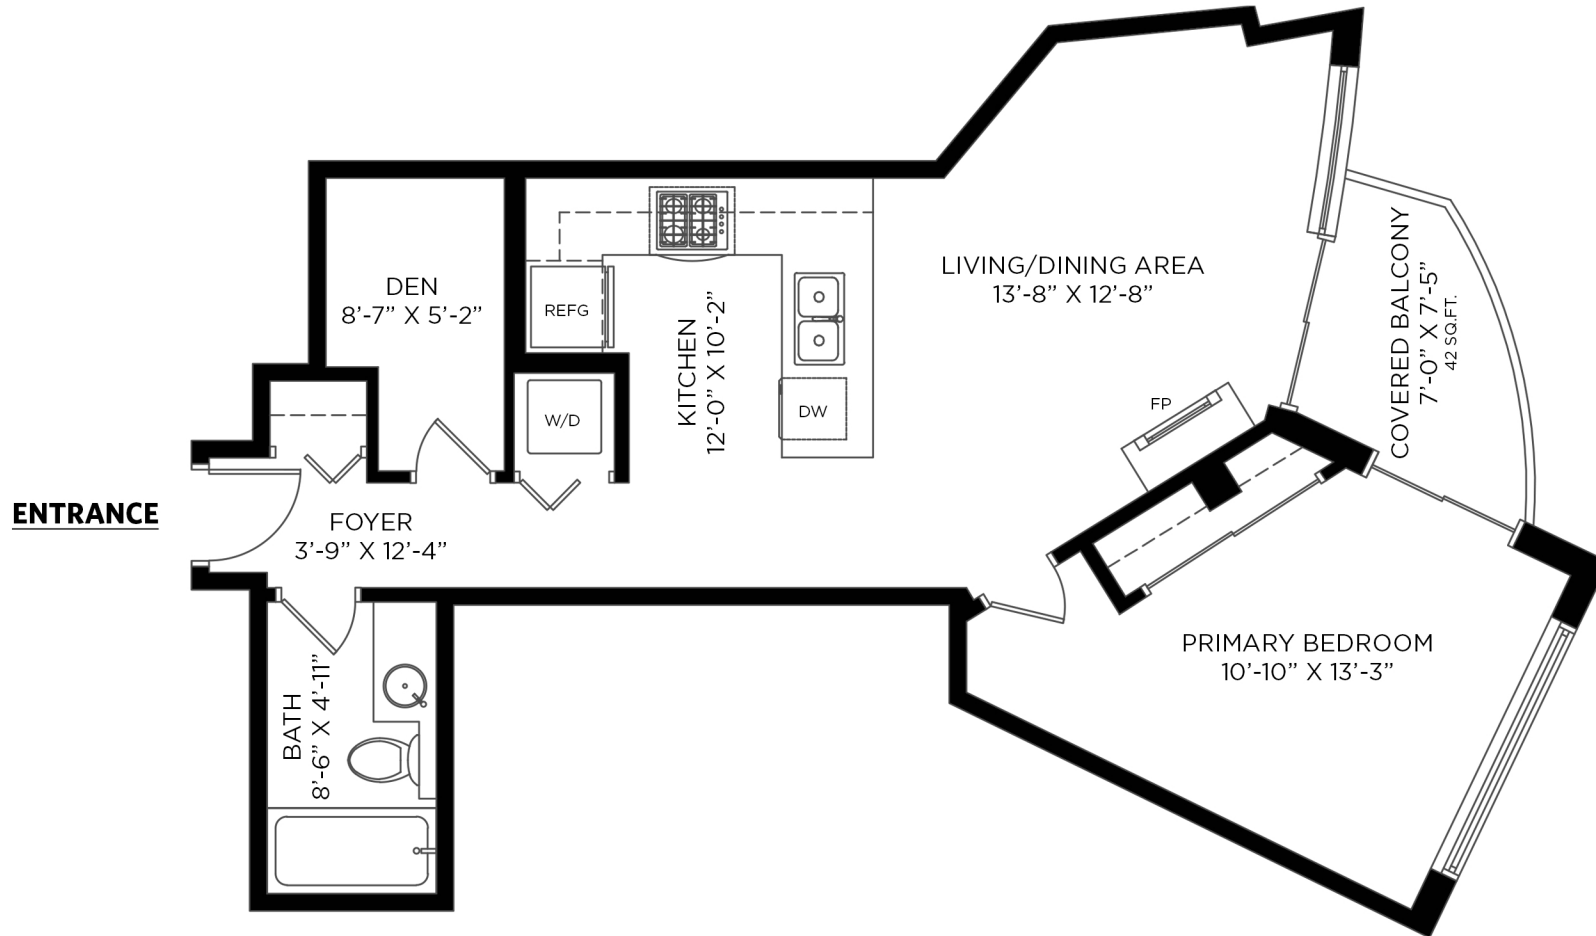 DEN
8’-7” X 5’-2”
REFG
W/D
KITCHEN
12’-0” X 10’-2”
DW
LIVING/DINING AREA
13’-8” X 12’-8”
FP
COVERED BALCONY
7’-0” X 7’-5”
42 SQ.FT.
ENTRANCE
FOYER
3’-9” X 12’-4”
BATH
8’-6” X 4’-11”
PRIMARY BEDROOM
10’-10” X 13’-3”